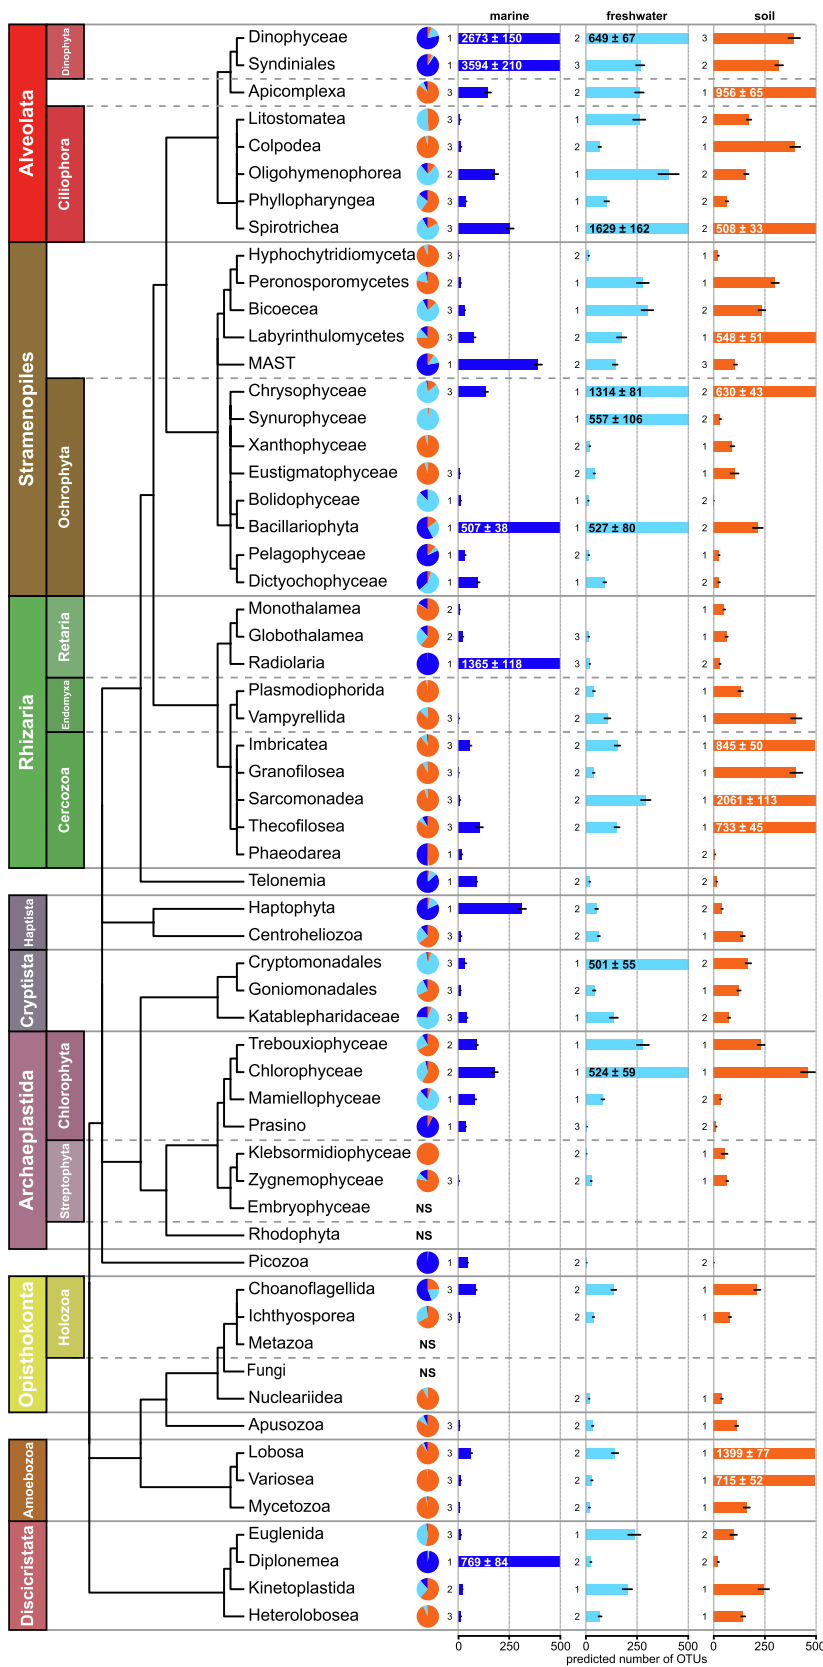 marine freshwater soil
Alveolata
Dinophyta
Ciliophora
Dinophyceae 1 2673 ± 150 2 649 ± 67 3
Syndiniales 1 3594 ± 210 3 2
Apicomplexa 3 2 1 956 ± 65
Litostomatea 3 1 2
Colpodea 3 2 1
Oligohymenophorea 2 1 2
Phyllopharyngea 3 1 2
Spirotrichea 3 1 1629 ± 162 2 508 ± 33
Stramenopiles
Ochrophyta
Hyphochytridiomyceta 3 2 1
Peronosporomycetes 2 1 1
Bicoecea 3 1 2
Labyrinthulomycetes 3 2 1 548 ± 51
MAST 1 2 3
Chrysophyceae 3 1 1314 ± 81 2 630 ± 43
Synurophyceae 1 557 ± 106 2
Xanthophyceae 2 1
Eustigmatophyceae 3 2 1
Bolidophyceae 1 1 2
Bacillariophyta 1 507 ± 38 1 527 ± 80 2
Pelagophyceae 1 2 1
Dictyochophyceae 1 1 2
Rhizaria
Retaria
Endomyxa
Cercozoa
Monothalamea 2 1
Globothalamea 2 3 1
Radiolaria 1 1365 ± 118 3 2
Plasmodiophorida 2 1
Vampyrellida 3 2 1
Imbricatea 3 2 1 845 ± 50
Granofilosea 3 2 1
Sarcomonadea 3 2 1 2061 ± 113
Thecofilosea 3 2 1 733 ± 45
Phaeodarea 1 2
Telonemia 1 2 2
Haptista
Haptophyta 1 2 2
Centroheliozoa 3 2 1
Cryptista
Cryptomonadales 3 1 501 ± 55 2
Goniomonadales 3 2 1
Katablepharidaceae 3 1 2
Archaeplastida
Chlorophyta
Streptophyta
Trebouxiophyceae 2 1 1
Chlorophyceae 2 1 524 ± 59 1
Mamiellophyceae 1 1 2
Prasino 1 3 2
Klebsormidiophyceae 2 1
Zygnemophyceae 3 2 1
Embryophyceae NS
Rhodophyta NS
Picozoa 1 2 2
Opisthokonta
Holozoa
Choanoflagellida 3 2 1
Ichthyosporea 3 2 1
Metazoa NS
Fungi NS
Nucleariidea 2 1
Apusozoa 3 2 1
Amoebozoa
Lobosa 3 2 1 1399 ± 77
Variosea 3 2 1 715 ± 52
Mycetozoa 3 2 1
Discicristata
Euglenida 3 1 2
Diplonemea 1 769 ± 84 2 2
Kinetoplastida 2 1 1
Heterolobosea 3 2 1
0 250 500 0 250 500 0 250 500
predicted number of OTUs